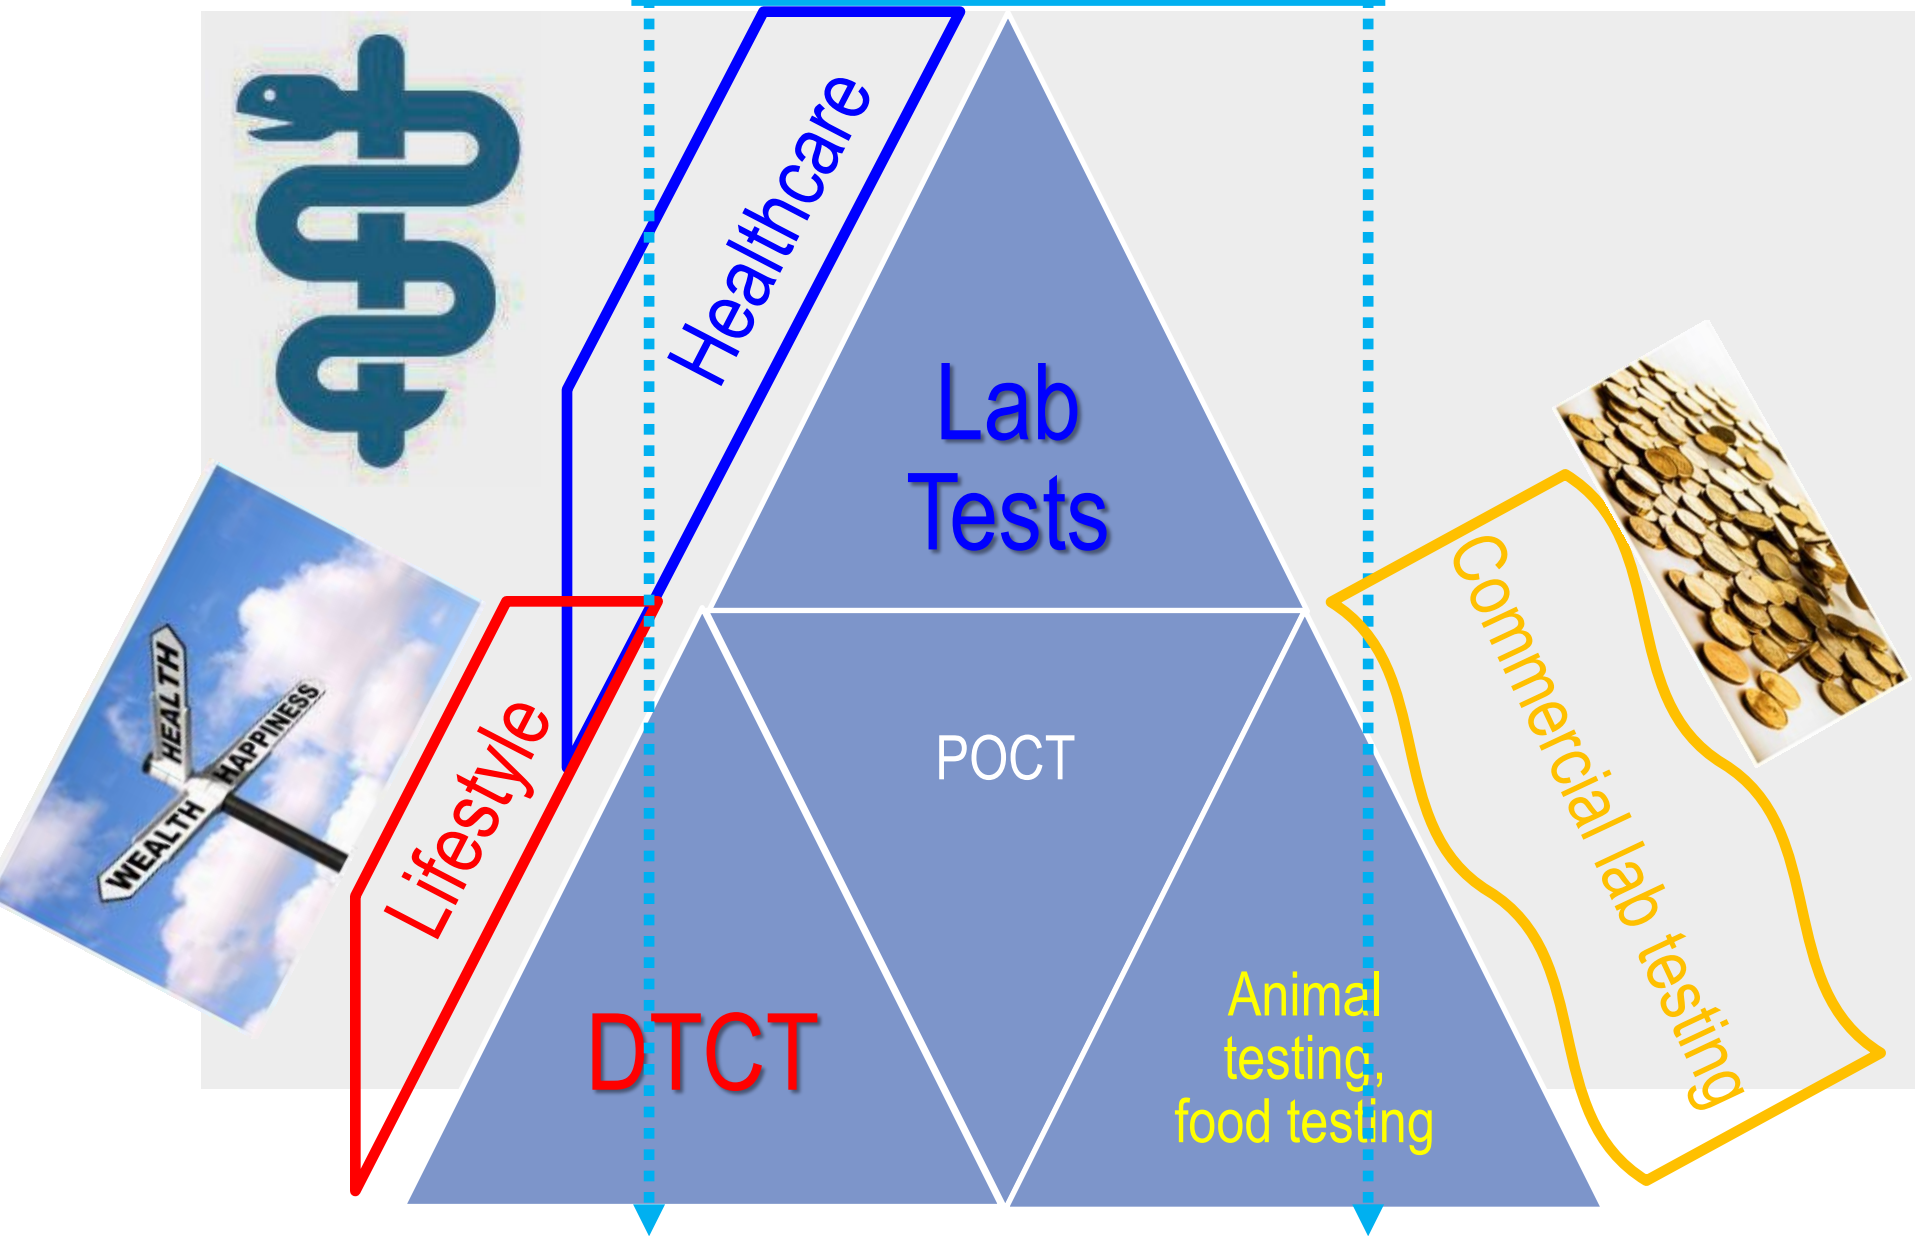 Healthcare
Lab
Tests
Commercial lab testing
HEALTH
HAPPINESS
WEALTH
Lifestyle
POCT
DTCT
Animal
testing,
food testing